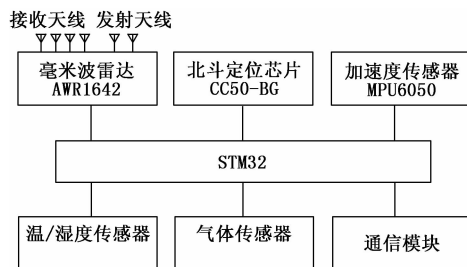 接收天线 发射天线
毫米波雷达
AWR1642
北斗定位芯片
CC50-BG
加速度传感器
MPU6050
STM32
温/湿度传感器
气体传感器
通信模块